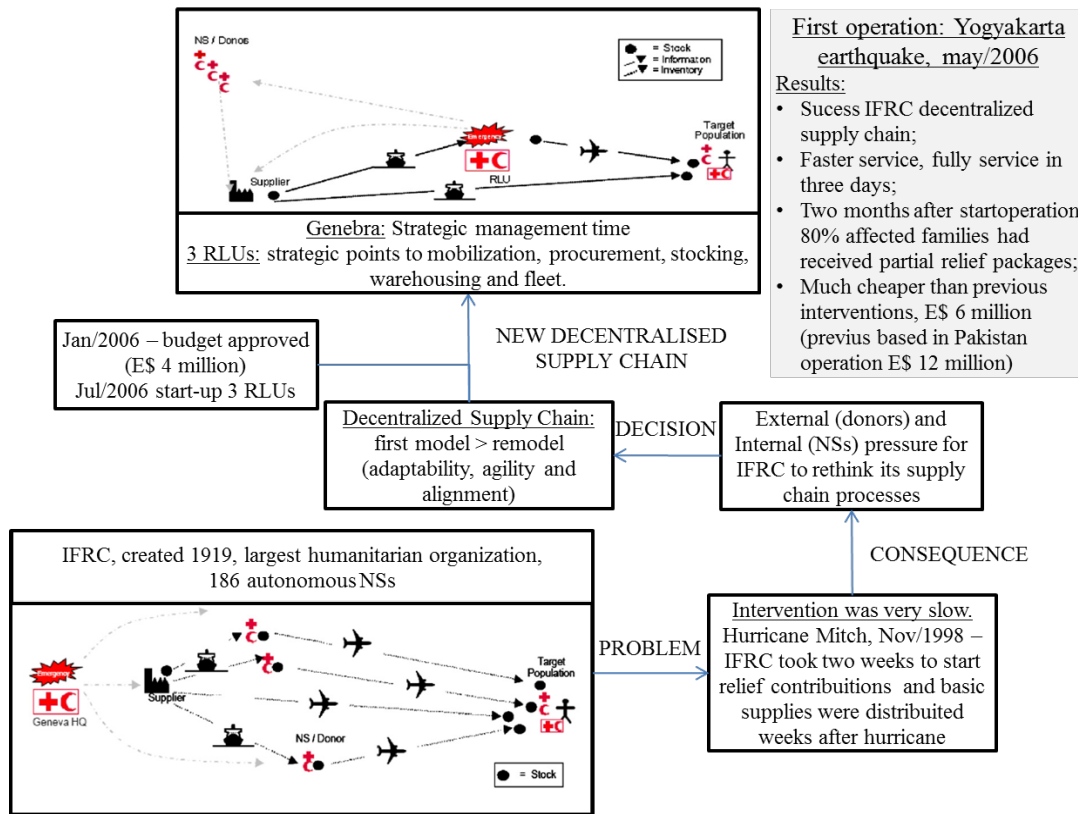 NS / Donos
= Stock
= Information
= Inventory
Emergency
RLU
Supplier
Target
Population
Genebra: Strategic management time
3 RLUs: strategic points to mobilization, procurement, stocking,
warehousing and fleet.
First operation: Yogyakarta
earthquake, may/2006
Results:
• Sucess IFRC decentralized
supply chain;
• Faster service, fully service in
three days;
• Two months after startoperation
80% affected families had
received partial relief packages;
• Much cheaper than previous
interventions, E$ 6 million
(previus based in Pakistan
operation E$ 12 million)
Jan/2006 – budget approved
(E$ 4 million)
Jul/2006 start-up 3 RLUs
NEW DECENTRALISED
SUPPLY CHAIN
Decentralized Supply Chain:
first model > remodel
(adaptability, agility and
alignment)
DECISION
External (donors) and
Internal (NSs) pressure for
IFRC to rethink its supply
chain processes
CONSEQUENCE
IFRC, created 1919, largest humanitarian organization,
186 autonomous NSs
Emergency
Geneva HQ
Supplier
NS / Donor
Target
Population
= Stock
PROBLEM
Intervention was very slow.
Hurricane Mitch, Nov/1998 –
IFRC took two weeks to start
relief contribuitions and basic
supplies were distribuited
weeks after hurricane